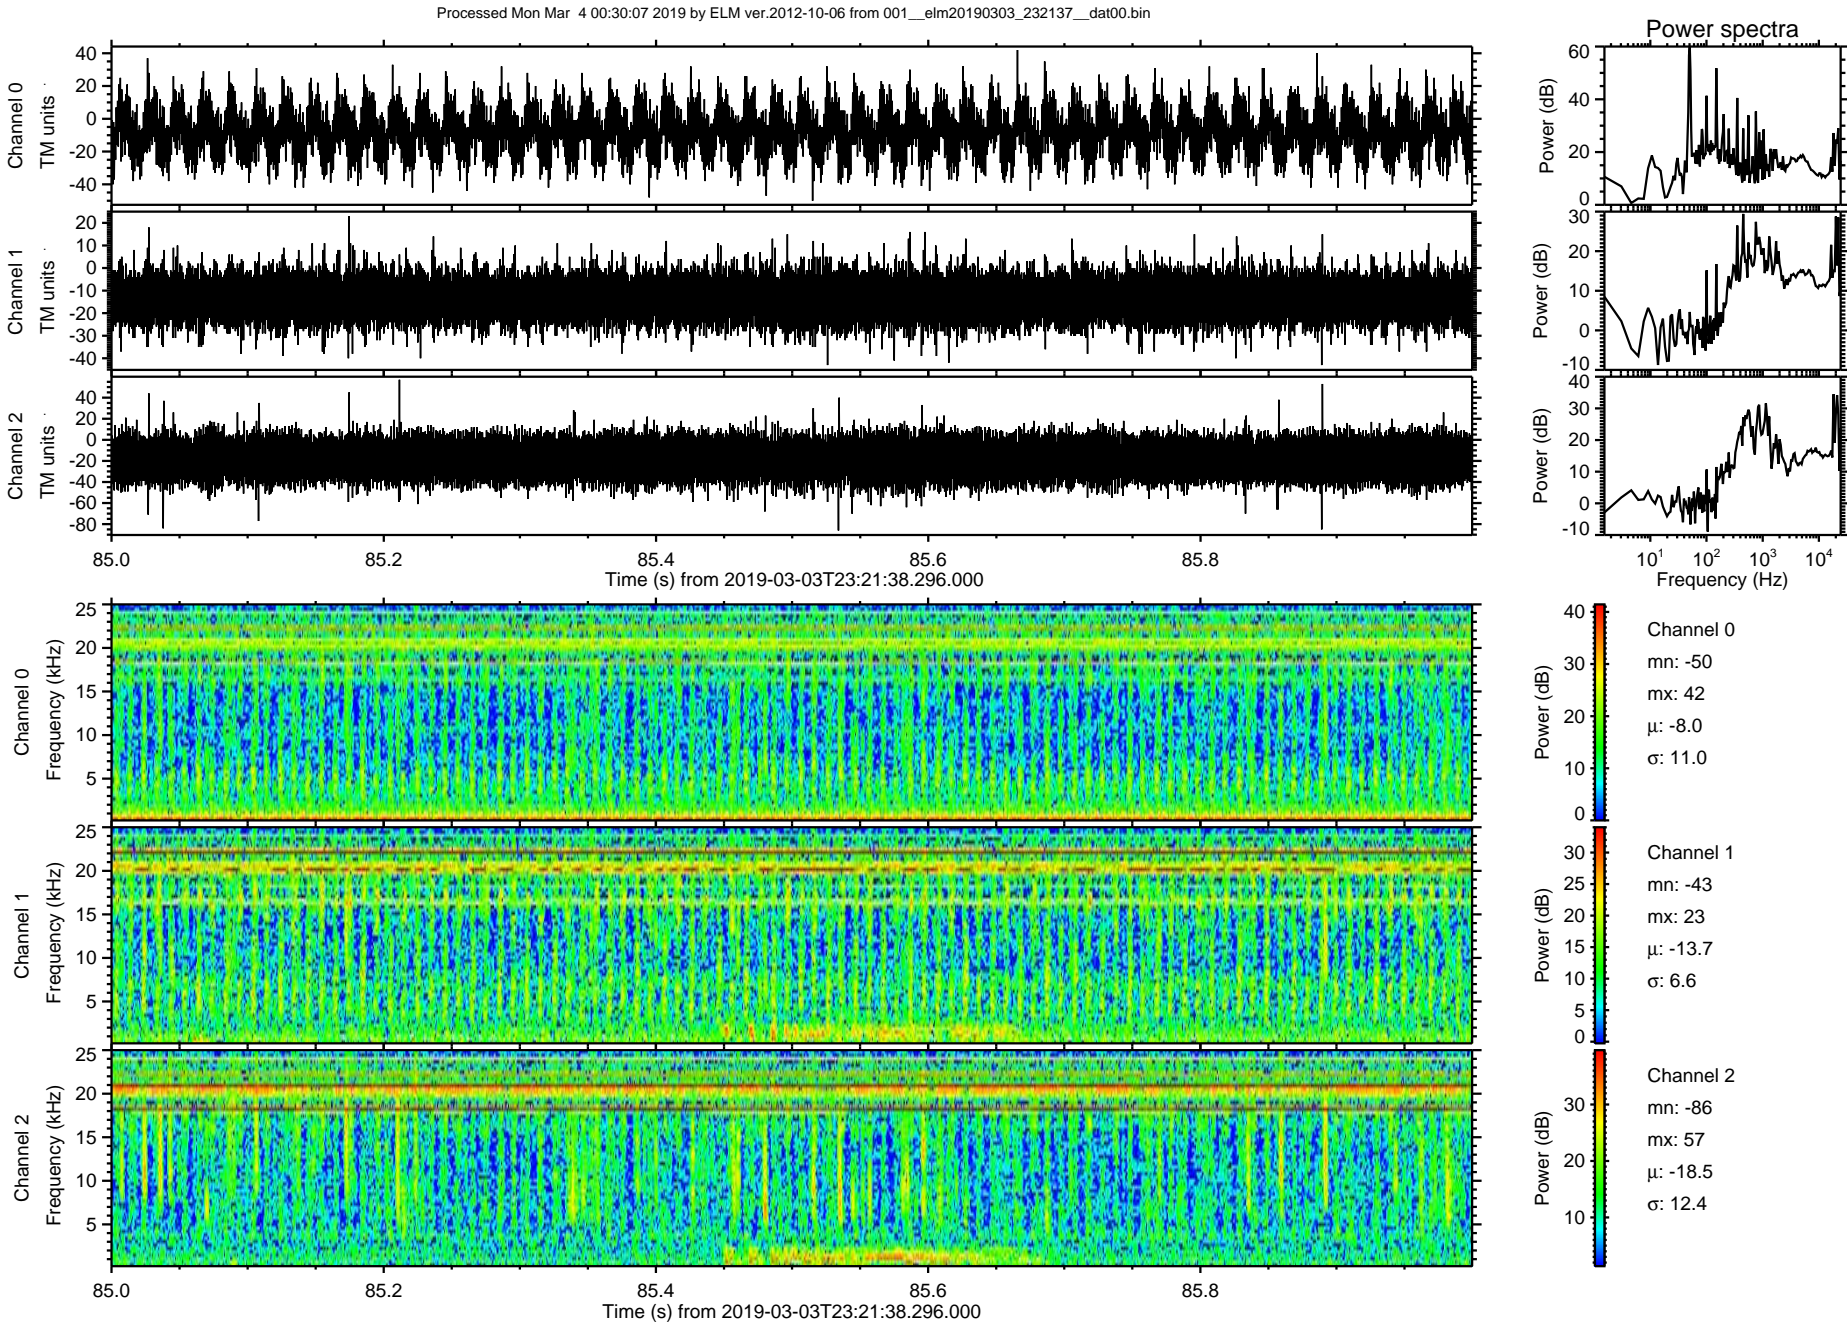 Processed Mon Mar 4 00:30:07 2019 by ELM ver.2012-10-06 from 001__elm20190303_232137__dat00.bin
Power spectra
Channel 0
TM units
40
20
0
-20
-40
Power (dB)
60
40
20
0
Channel 1
TM units
20
10
0
-10
-20
-30
-40
Power (dB)
30
20
10
0
-10
Channel 2
TM units
40
20
0
-20
-40
-60
-80
Power (dB)
40
30
20
10
0
-10
85.0 85.2 85.4 85.6 85.8
Time (s) from 2019-03-03T23:21:38.296.000
10^1 10^2 10^3 10^4
Frequency (Hz)
Channel 0
Frequency (kHz)
25
20
15
10
5
Power (dB)
40
30
20
10
0
Channel 0
mn: -50
mx: 42
μ: -8.0
σ: 11.0
Channel 1
Frequency (kHz)
25
20
15
10
5
Power (dB)
30
25
20
15
10
5
0
Channel 1
mn: -43
mx: 23
μ: -13.7
σ: 6.6
Channel 2
Frequency (kHz)
25
20
15
10
5
Power (dB)
30
20
10
Channel 2
mn: -86
mx: 57
μ: -18.5
σ: 12.4
85.0 85.2 85.4 85.6 85.8
Time (s) from 2019-03-03T23:21:38.296.000